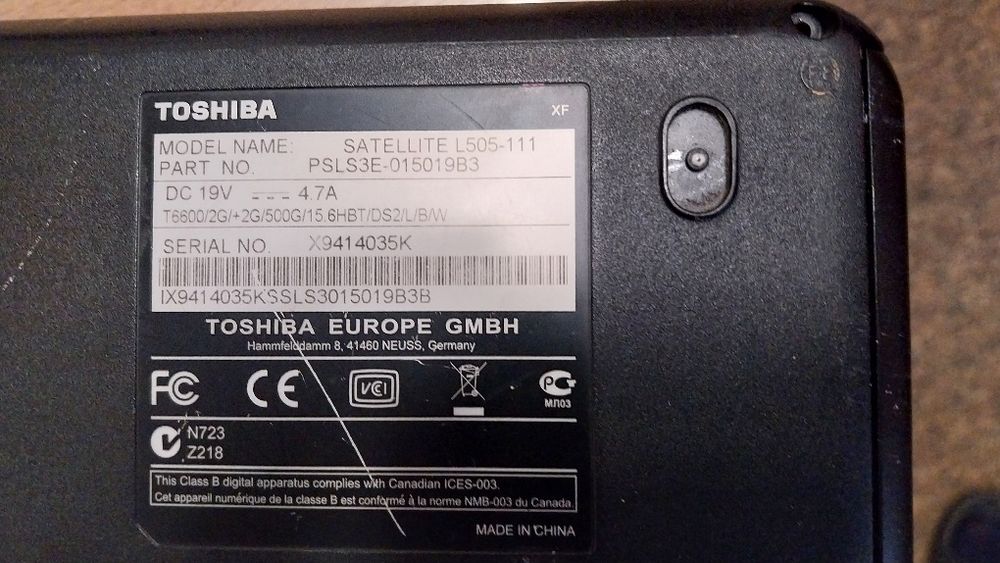 TOSHIBA
XF
MODEL NAME: SATELLITE L505-111
PART NO. PSLS3E-015019B3
DC 19V 4.7A
T6600/2G/+2G/500G/15.6HBT/DS2/L/B/W
SERIAL NO. X9414035K
IX9414035KSSLS3015019B3B
TOSHIBA EUROPE GMBH
Hammfelddamm 8, 41460 NEUSS, Germany
FC CE VCI PG
МЛ03
N723
Z218
This Class B digital apparatus complies with Canadian ICES-003.
Cet appareil numérique de la classe B est conformé à la norme NMB-003 du Canada.
MADE IN CHINA